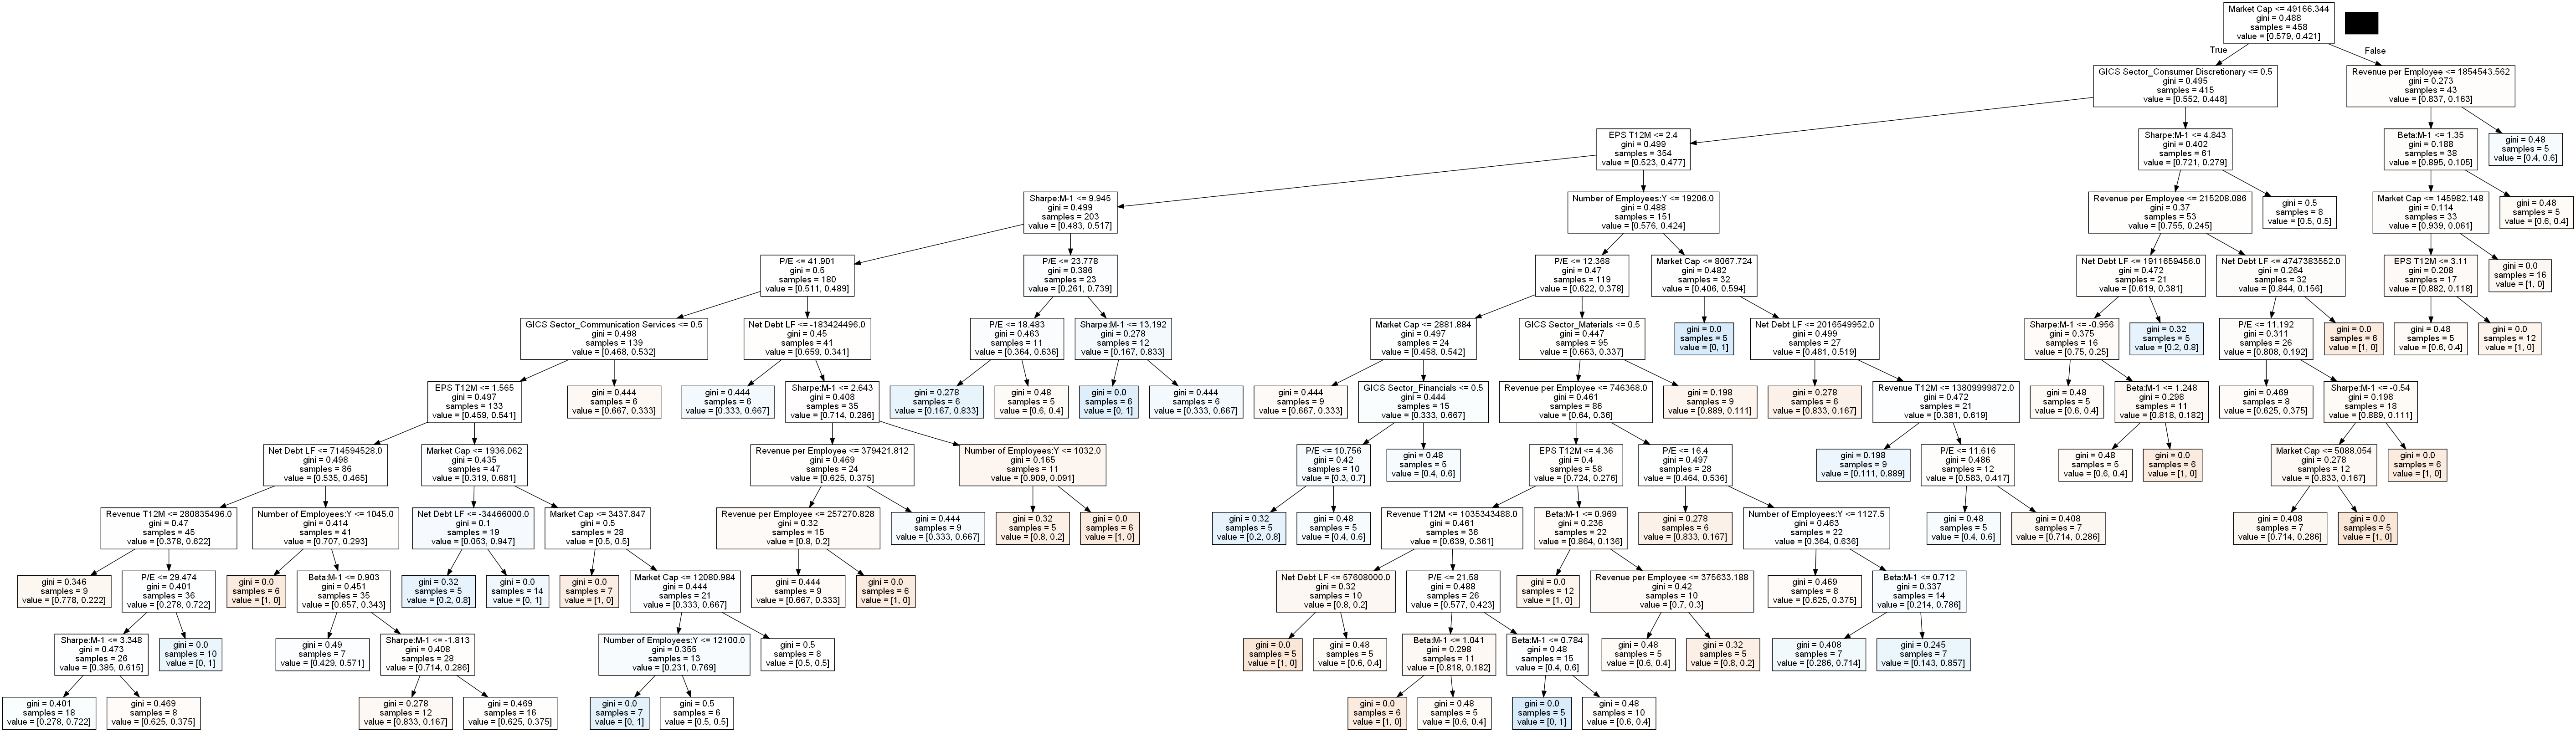 Market Cap <= 49166.344
gini = 0.488
samples = 458
value = [0.579, 0.421]
True
False
GICS Sector_Consumer Discretionary <= 0.5
gini = 0.495
samples = 415
value = [0.552, 0.448]
Revenue per Employee <= 1854543.562
gini = 0.273
samples = 43
value = [0.837, 0.163]
EPS T12M <= 2.4
gini = 0.499
samples = 354
value = [0.523, 0.477]
Sharpe:M-1 <= 4.843
gini = 0.402
samples = 61
value = [0.721, 0.279]
Beta:M-1 <= 1.35
gini = 0.188
samples = 38
value = [0.895, 0.105]
gini = 0.48
samples = 5
value = [0.4, 0.6]
Sharpe:M-1 <= 9.945
gini = 0.499
samples = 203
value = [0.483, 0.517]
Number of Employees:Y <= 19206.0
gini = 0.488
samples = 151
value = [0.576, 0.424]
Revenue per Employee <= 215208.086
gini = 0.37
samples = 53
value = [0.755, 0.245]
gini = 0.5
samples = 8
value = [0.5, 0.5]
Market Cap <= 145982.148
gini = 0.114
samples = 33
value = [0.939, 0.061]
gini = 0.48
samples = 5
value = [0.6, 0.4]
P/E <= 41.901
gini = 0.5
samples = 180
value = [0.511, 0.489]
P/E <= 23.778
gini = 0.386
samples = 23
value = [0.261, 0.739]
P/E <= 12.368
gini = 0.47
samples = 119
value = [0.622, 0.378]
Market Cap <= 8067.724
gini = 0.482
samples = 32
value = [0.406, 0.594]
Net Debt LF <= 1911659456.0
gini = 0.472
samples = 21
value = [0.619, 0.381]
Net Debt LF <= 4747383552.0
gini = 0.264
samples = 32
value = [0.844, 0.156]
EPS T12M <= 3.11
gini = 0.208
samples = 17
value = [0.882, 0.118]
gini = 0.0
samples = 16
value = [1, 0]
GICS Sector_Communication Services <= 0.5
gini = 0.498
samples = 139
value = [0.468, 0.532]
Net Debt LF <= -183424496.0
gini = 0.45
samples = 41
value = [0.659, 0.341]
P/E <= 18.483
gini = 0.463
samples = 11
value = [0.364, 0.636]
Sharpe:M-1 <= 13.192
gini = 0.278
samples = 12
value = [0.167, 0.833]
Market Cap <= 2881.884
gini = 0.497
samples = 24
value = [0.458, 0.542]
GICS Sector_Materials <= 0.5
gini = 0.447
samples = 95
value = [0.663, 0.337]
gini = 0.0
samples = 5
value = [0, 1]
Net Debt LF <= 2016549952.0
gini = 0.499
samples = 27
value = [0.481, 0.519]
Sharpe:M-1 <= -0.956
gini = 0.375
samples = 16
value = [0.75, 0.25]
gini = 0.32
samples = 5
value = [0.2, 0.8]
P/E <= 11.192
gini = 0.311
samples = 26
value = [0.808, 0.192]
gini = 0.0
samples = 6
value = [1, 0]
gini = 0.48
samples = 5
value = [0.6, 0.4]
gini = 0.0
samples = 12
value = [1, 0]
EPS T12M <= 1.565
gini = 0.497
samples = 133
value = [0.459, 0.541]
gini = 0.444
samples = 6
value = [0.667, 0.333]
gini = 0.444
samples = 6
value = [0.333, 0.667]
Sharpe:M-1 <= 2.643
gini = 0.408
samples = 35
value = [0.714, 0.286]
gini = 0.278
samples = 6
value = [0.167, 0.833]
gini = 0.48
samples = 5
value = [0.6, 0.4]
gini = 0.0
samples = 6
value = [0, 1]
gini = 0.444
samples = 6
value = [0.333, 0.667]
gini = 0.444
samples = 9
value = [0.667, 0.333]
GICS Sector_Financials <= 0.5
gini = 0.444
samples = 15
value = [0.333, 0.667]
Revenue per Employee <= 746368.0
gini = 0.461
samples = 86
value = [0.64, 0.36]
gini = 0.198
samples = 9
value = [0.889, 0.111]
gini = 0.278
samples = 6
value = [0.833, 0.167]
Revenue T12M <= 13809999872.0
gini = 0.472
samples = 21
value = [0.381, 0.619]
gini = 0.48
samples = 5
value = [0.6, 0.4]
Beta:M-1 <= 1.248
gini = 0.298
samples = 11
value = [0.818, 0.182]
gini = 0.469
samples = 8
value = [0.625, 0.375]
Sharpe:M-1 <= -0.54
gini = 0.198
samples = 18
value = [0.889, 0.111]
Net Debt LF <= 714594528.0
gini = 0.498
samples = 86
value = [0.535, 0.465]
Market Cap <= 1936.062
gini = 0.435
samples = 47
value = [0.319, 0.681]
Revenue per Employee <= 379421.812
gini = 0.469
samples = 24
value = [0.625, 0.375]
Number of Employees:Y <= 1032.0
gini = 0.165
samples = 11
value = [0.909, 0.091]
P/E <= 10.756
gini = 0.42
samples = 10
value = [0.3, 0.7]
gini = 0.48
samples = 5
value = [0.4, 0.6]
EPS T12M <= 4.36
gini = 0.4
samples = 58
value = [0.724, 0.276]
P/E <= 16.4
gini = 0.497
samples = 28
value = [0.464, 0.536]
gini = 0.198
samples = 9
value = [0.111, 0.889]
P/E <= 11.616
gini = 0.486
samples = 12
value = [0.583, 0.417]
gini = 0.48
samples = 5
value = [0.6, 0.4]
gini = 0.0
samples = 6
value = [1, 0]
Market Cap <= 5088.054
gini = 0.278
samples = 12
value = [0.833, 0.167]
gini = 0.0
samples = 6
value = [1, 0]
Revenue T12M <= 280835496.0
gini = 0.47
samples = 45
value = [0.378, 0.622]
Number of Employees:Y <= 1045.0
gini = 0.414
samples = 41
value = [0.707, 0.293]
Net Debt LF <= -34466000.0
gini = 0.1
samples = 19
value = [0.053, 0.947]
Market Cap <= 3437.847
gini = 0.5
samples = 28
value = [0.5, 0.5]
Revenue per Employee <= 257270.828
gini = 0.32
samples = 15
value = [0.8, 0.2]
gini = 0.444
samples = 9
value = [0.333, 0.667]
gini = 0.32
samples = 5
value = [0.8, 0.2]
gini = 0.0
samples = 6
value = [1, 0]
gini = 0.32
samples = 5
value = [0.2, 0.8]
gini = 0.48
samples = 5
value = [0.4, 0.6]
Revenue T12M <= 1035343488.0
gini = 0.461
samples = 36
value = [0.639, 0.361]
Beta:M-1 <= 0.969
gini = 0.236
samples = 22
value = [0.864, 0.136]
gini = 0.278
samples = 6
value = [0.833, 0.167]
Number of Employees:Y <= 1127.5
gini = 0.463
samples = 22
value = [0.364, 0.636]
gini = 0.48
samples = 5
value = [0.4, 0.6]
gini = 0.408
samples = 7
value = [0.714, 0.286]
gini = 0.408
samples = 7
value = [0.714, 0.286]
gini = 0.0
samples = 5
value = [1, 0]
gini = 0.346
samples = 9
value = [0.778, 0.222]
P/E <= 29.474
gini = 0.401
samples = 36
value = [0.278, 0.722]
gini = 0.0
samples = 6
value = [1, 0]
Beta:M-1 <= 0.903
gini = 0.451
samples = 35
value = [0.657, 0.343]
gini = 0.32
samples = 5
value = [0.2, 0.8]
gini = 0.0
samples = 14
value = [0, 1]
gini = 0.0
samples = 7
value = [1, 0]
Market Cap <= 12080.984
gini = 0.444
samples = 21
value = [0.333, 0.667]
gini = 0.444
samples = 9
value = [0.667, 0.333]
gini = 0.0
samples = 6
value = [1, 0]
Net Debt LF <= 57608000.0
gini = 0.32
samples = 10
value = [0.8, 0.2]
P/E <= 21.58
gini = 0.488
samples = 26
value = [0.577, 0.423]
gini = 0.0
samples = 12
value = [1, 0]
Revenue per Employee <= 375633.188
gini = 0.42
samples = 10
value = [0.7, 0.3]
gini = 0.469
samples = 8
value = [0.625, 0.375]
Beta:M-1 <= 0.712
gini = 0.337
samples = 14
value = [0.214, 0.786]
Sharpe:M-1 <= 3.348
gini = 0.473
samples = 26
value = [0.385, 0.615]
gini = 0.0
samples = 10
value = [0, 1]
gini = 0.49
samples = 7
value = [0.429, 0.571]
Sharpe:M-1 <= -1.813
gini = 0.408
samples = 28
value = [0.714, 0.286]
Number of Employees:Y <= 12100.0
gini = 0.355
samples = 13
value = [0.231, 0.769]
gini = 0.5
samples = 8
value = [0.5, 0.5]
gini = 0.0
samples = 5
value = [1, 0]
gini = 0.48
samples = 5
value = [0.6, 0.4]
Beta:M-1 <= 1.041
gini = 0.298
samples = 11
value = [0.818, 0.182]
Beta:M-1 <= 0.784
gini = 0.48
samples = 15
value = [0.4, 0.6]
gini = 0.48
samples = 5
value = [0.6, 0.4]
gini = 0.32
samples = 5
value = [0.8, 0.2]
gini = 0.408
samples = 7
value = [0.286, 0.714]
gini = 0.245
samples = 7
value = [0.143, 0.857]
gini = 0.401
samples = 18
value = [0.278, 0.722]
gini = 0.469
samples = 8
value = [0.625, 0.375]
gini = 0.278
samples = 12
value = [0.833, 0.167]
gini = 0.469
samples = 16
value = [0.625, 0.375]
gini = 0.0
samples = 7
value = [0, 1]
gini = 0.5
samples = 6
value = [0.5, 0.5]
gini = 0.0
samples = 6
value = [1, 0]
gini = 0.48
samples = 5
value = [0.6, 0.4]
gini = 0.0
samples = 5
value = [0, 1]
gini = 0.48
samples = 10
value = [0.6, 0.4]